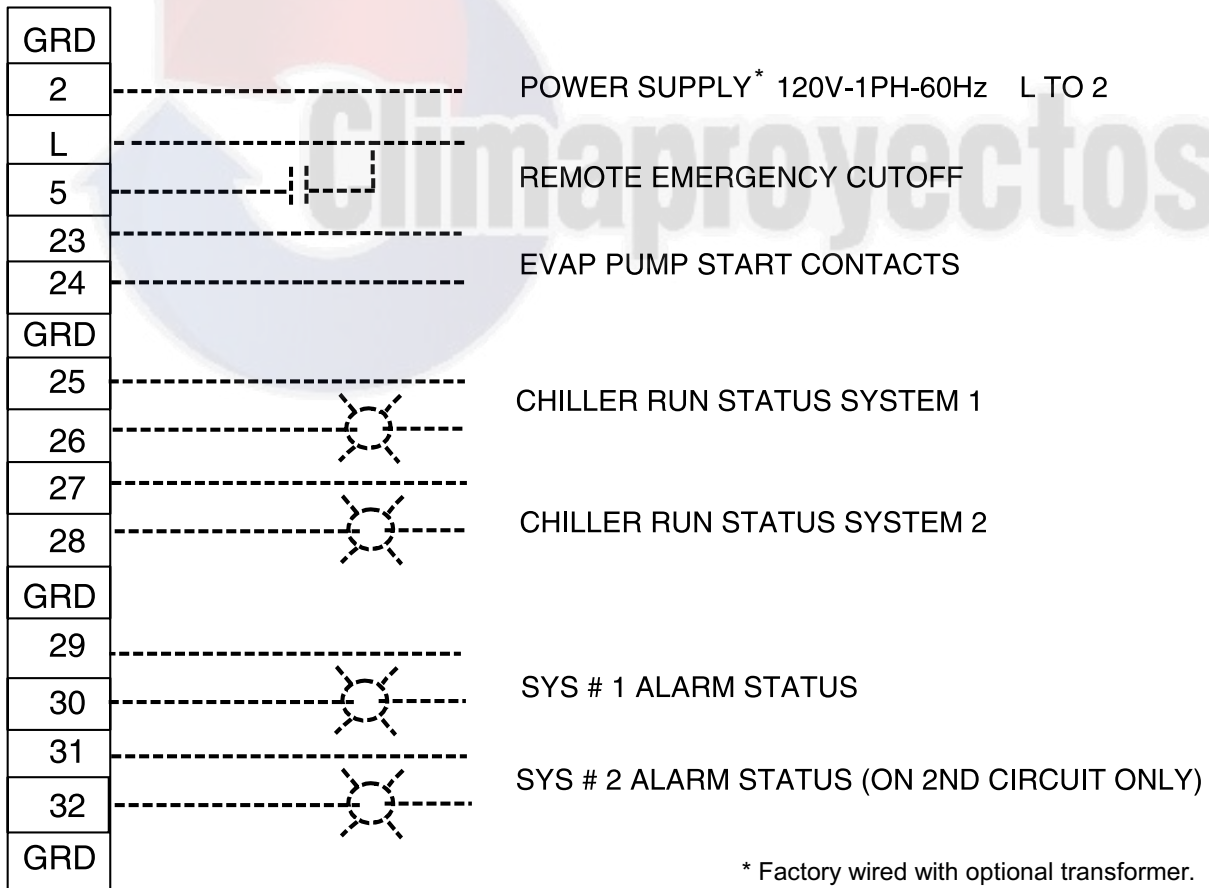 GRD
2 POWER SUPPLY* 120V-1PH-60Hz L TO 2
L
Climaproyectos
5 REMOTE EMERGENCY CUTOFF
23
EVAP PUMP START CONTACTS
24
GRD
25
CHILLER RUN STATUS SYSTEM 1
26
27
CHILLER RUN STATUS SYSTEM 2
28
GRD
29
SYS # 1 ALARM STATUS
30
31
SYS # 2 ALARM STATUS (ON 2ND CIRCUIT ONLY)
32
GRD
* Factory wired with optional transformer.